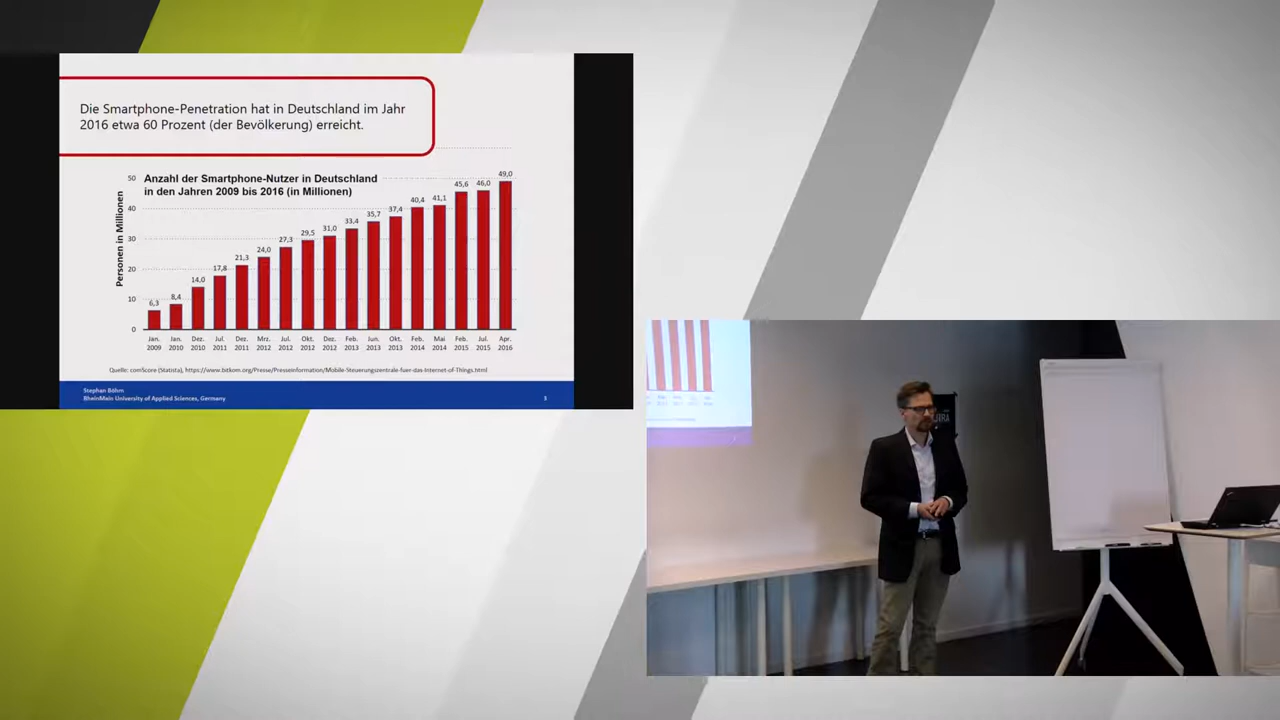 Die Smartphone-Penetration hat in Deutschland im Jahr
2016 etwa 60 Prozent (der Bevölkerung) erreicht.
Anzahl der Smartphone-Nutzer in Deutschland
in den Jahren 2009 bis 2016 (in Millionen)
Personen in Millionen
50
40
30
20
10
0
6,3 8,4 14,0 17,8 21,3 24,0 27,3 29,5 31,0 33,4 35,7 37,4 40,4 41,1 45,6 46,0 49,0
Jan. Jan. Dez. Jul. Dez. Mrz. Jul. Okt. Dez. Feb. Jun. Okt. Feb. Mai Feb. Jul. Apr.
2009 2010 2010 2011 2011 2012 2012 2012 2012 2013 2013 2013 2014 2014 2015 2015 2016
Quelle: comScore (Statista), https://www.bitkom.org/Presse/Presseinformation/Mobile-Steuerungszentrale-fuer-das-Internet-of-Things.html
Stephan Böhm
RheinMain University of Applied Sciences, Germany
3